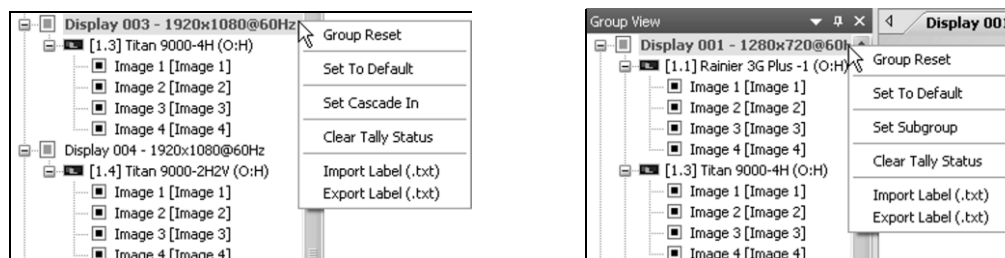 Display 003 - 1920x1080@60Hz
[1.3] Titan 9000-4H (O:H)
Image 1 [Image 1]
Image 2 [Image 2]
Image 3 [Image 3]
Image 4 [Image 4]
Display 004 - 1920x1080@60Hz
[1.4] Titan 9000-2H2V (O:H)
Image 1 [Image 1]
Image 2 [Image 2]
Image 3 [Image 3]
Image 4 [Image 4]
Group Reset
Set To Default
Set Cascade In
Clear Tally Status
Import Label (.txt)
Export Label (.txt)
Group View
Display 001 - 1280x720@60
[1.1] Rainier 3G Plus -1 (O:H)
Image 1 [Image 1]
Image 2 [Image 2]
Image 3 [Image 3]
Image 4 [Image 4]
[1.3] Titan 9000-4H (O:H)
Image 1 [Image 1]
Image 2 [Image 2]
Image 3 [Image 3]
Image 4 [Image 4]
Display 001
Group Reset
Set To Default
Set Subgroup
Clear Tally Status
Import Label (.txt)
Export Label (.txt)